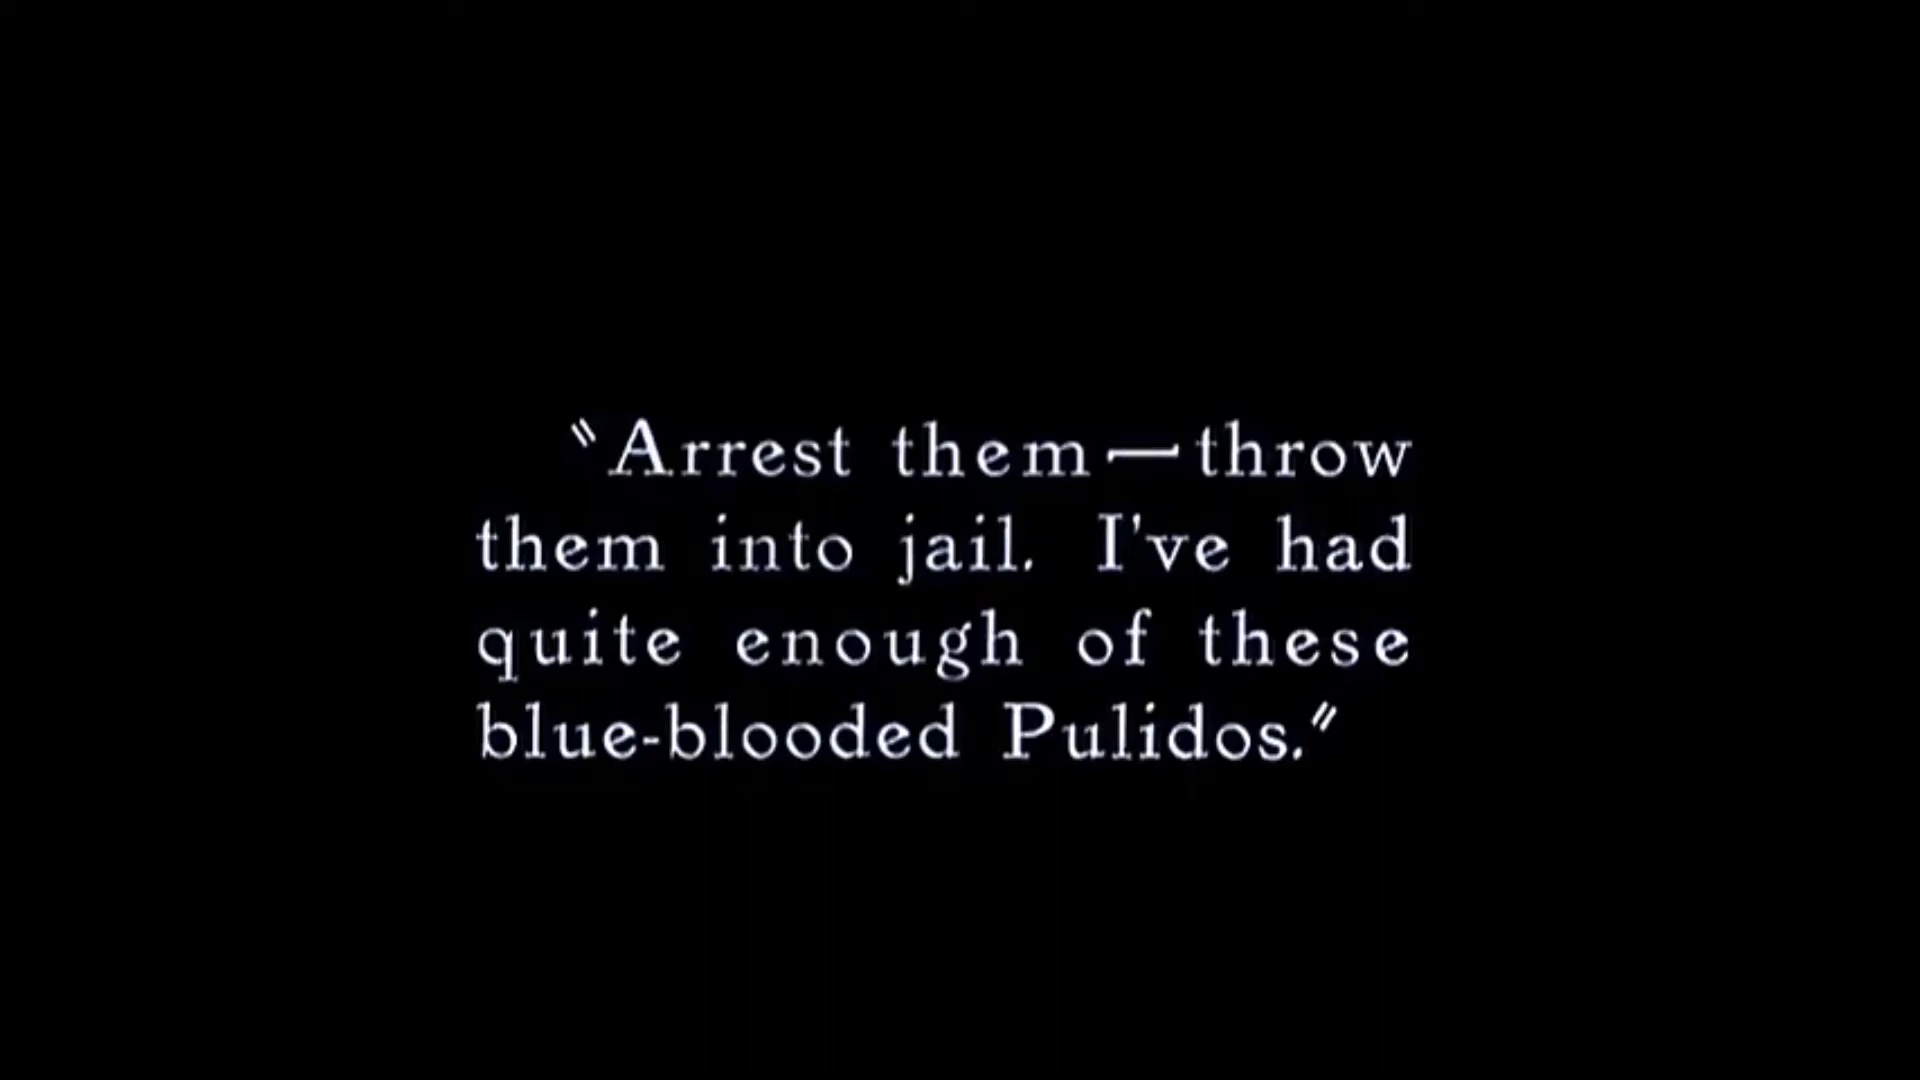 "Arrest them—throw
them into jail. I've had
quite enough of these
blue-blooded Pulidos."